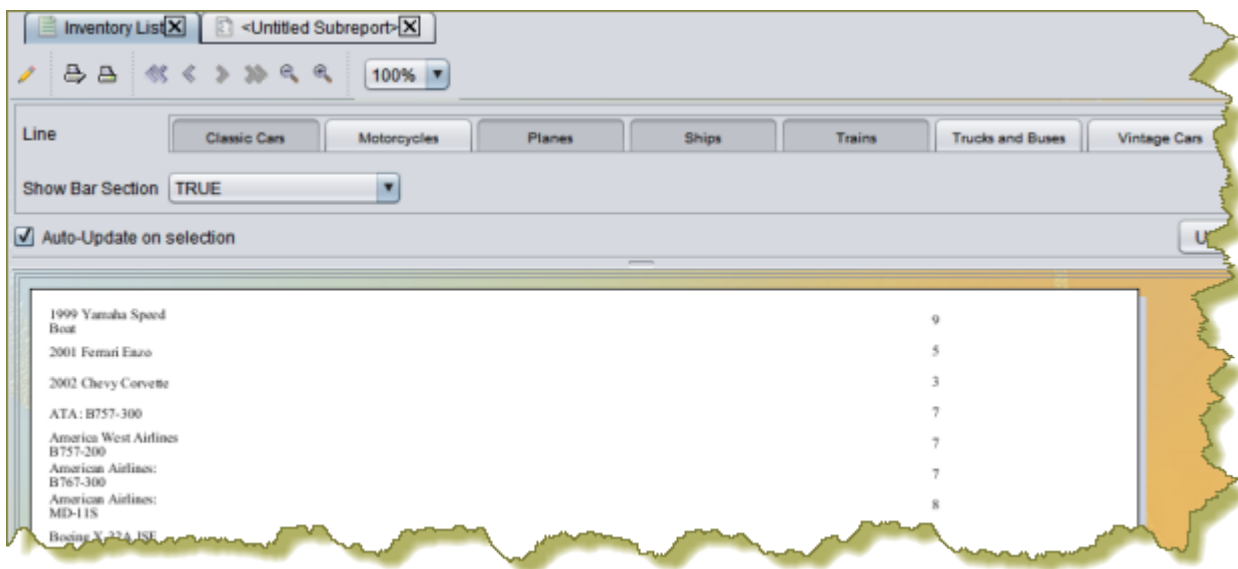 Inventory List <Untitled Subreport>
100%
Line Classic Cars Motorcycles Planes Ships Trains Trucks and Buses Vintage Cars
Show Bar Section TRUE
Auto-Update on selection
1999 Yamaha Speed
Boat 9
2001 Ferrari Enzo 5
2002 Chevy Corvette 3
ATA: B757-300 7
America West Airlines
B757-200 7
American Airlines:
B767-300 7
American Airlines:
MD-11S 8
Boeing X-32A JSF